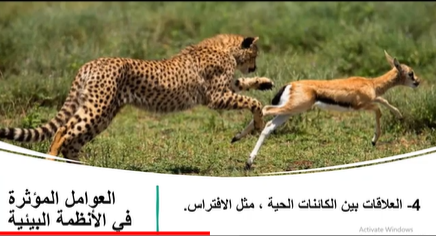 4- العلاقات بين الكائنات الحية ، مثل الافتراس.
العوامل المؤثرة
في الأنظمة البيئية
Activate Windows